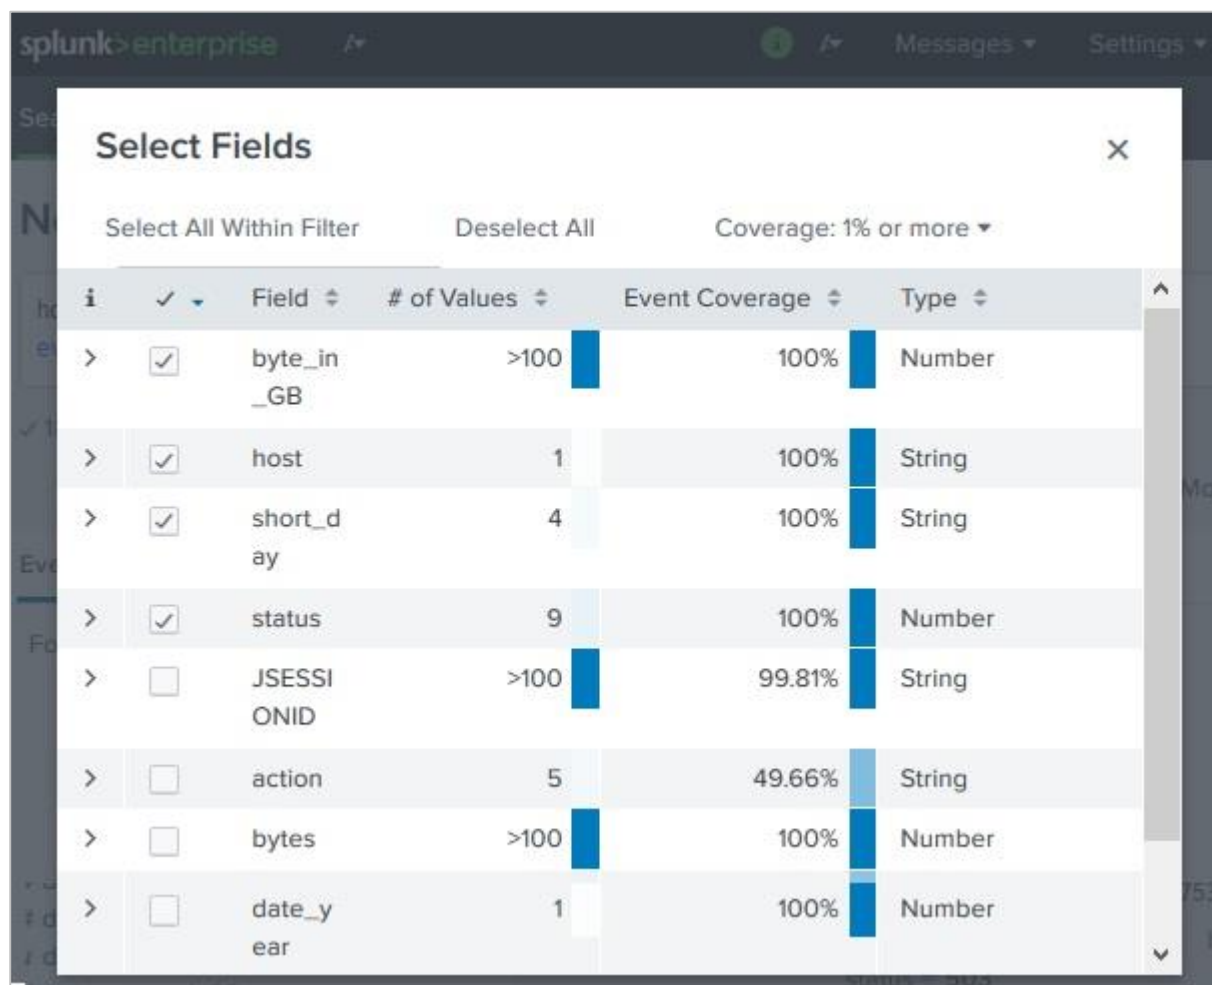 splunk>enterprise
Messages Settings
Select Fields
Select All Within Filter Deselect All Coverage: 1% or more
i Field # of Values Event Coverage Type
byte_in >100 100% Number
_GB
host 1 100% String
short_d 4 100% String
ay
status 9 100% Number
JSESSI >100 99.81% String
ONID
action 5 49.66% String
bytes >100 100% Number
date_y 1 100% Number
ear